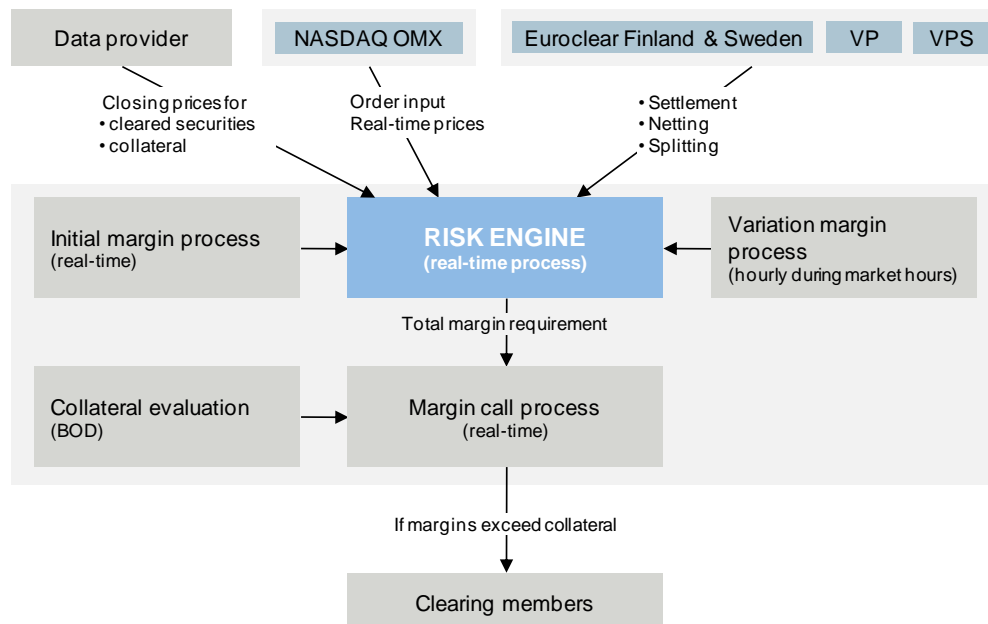 Data provider
NASDAQ OMX
Euroclear Finland & Sweden
VP
VPS
Closing prices for
• cleared securities
• collateral
Order input
Real-time prices
• Settlement
• Netting
• Splitting
Initial margin process
(real-time)
RISK ENGINE
(real-time process)
Variation margin
process
(hourly during market hours)
Total margin requirement
Collateral evaluation
(BOD)
Margin call process
(real-time)
If margins exceed collateral
Clearing members